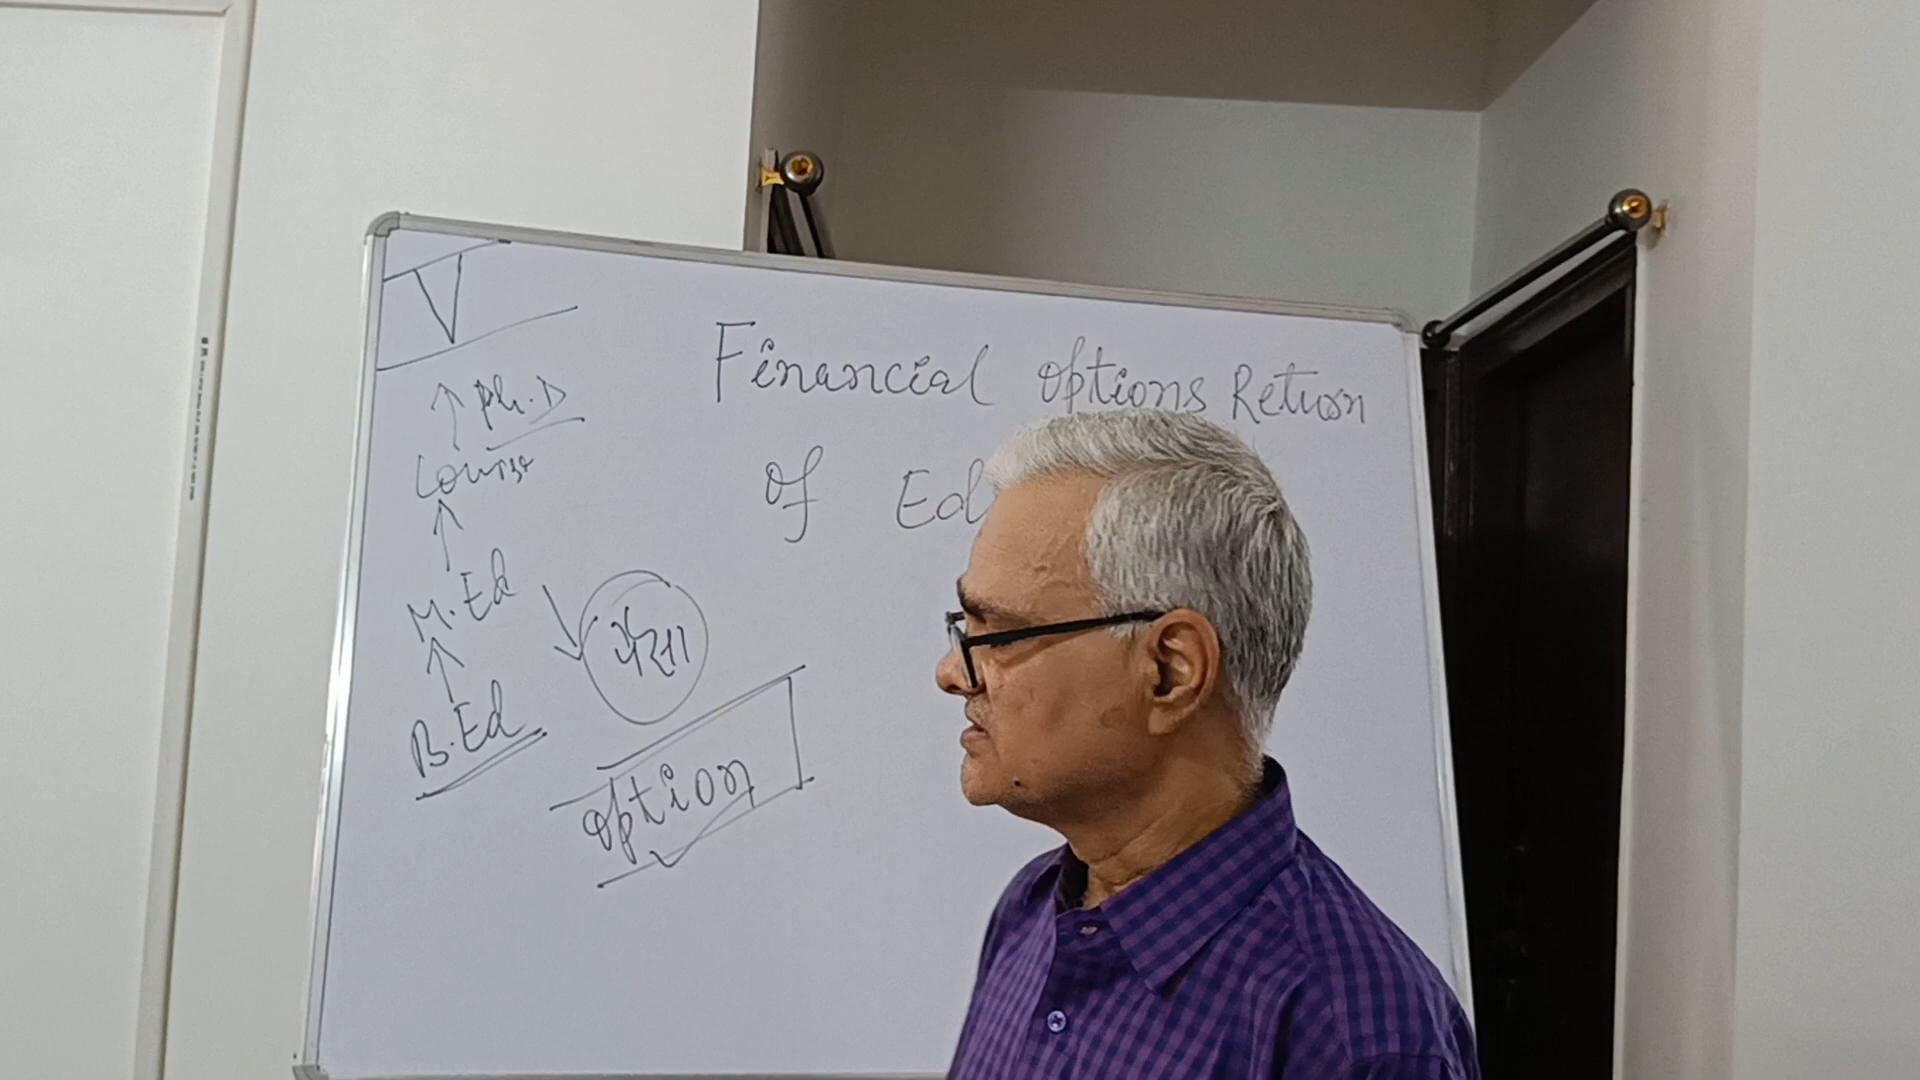 V
Financial options Return
of Ed
Ph.D
Course
M.Ed
B.Ed
पैसा
option